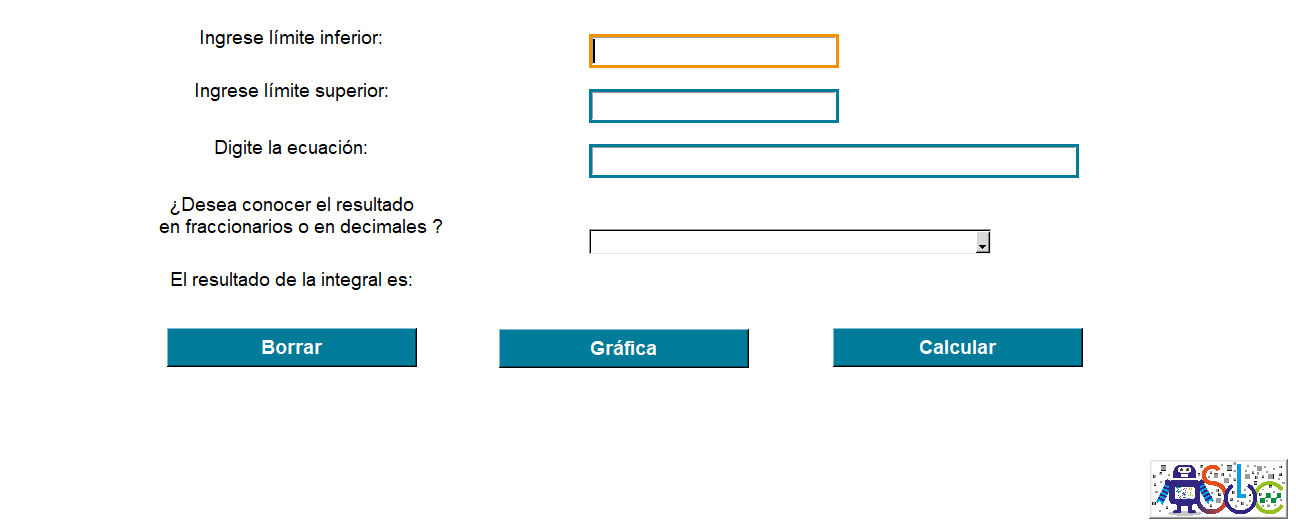 Ingrese límite inferior:
Ingrese límite superior:
Digite la ecuación:
¿Desea conocer el resultado
en fraccionarios o en decimales ?
El resultado de la integral es:
Borrar
Gráfica
Calcular